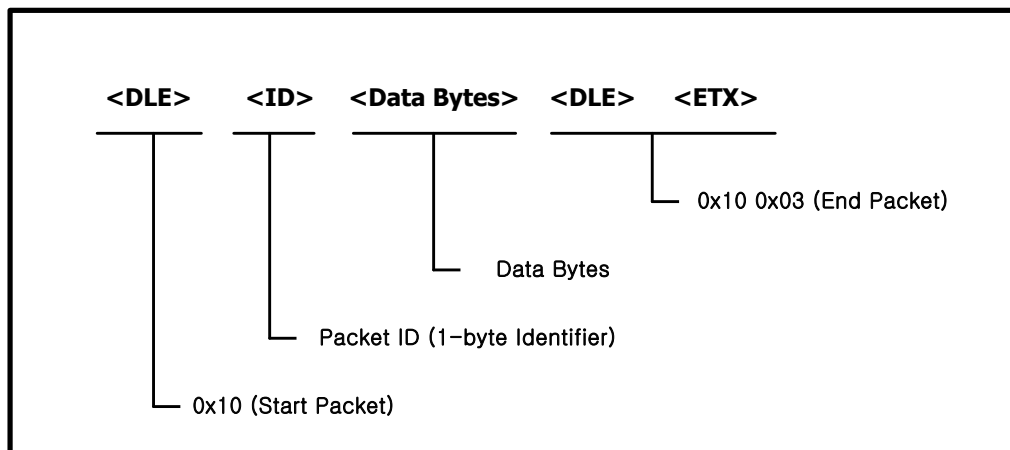 <DLE> <ID> <Data Bytes> <DLE> <ETX>
0x10 0x03 (End Packet)
Data Bytes
Packet ID (1-byte Identifier)
0x10 (Start Packet)